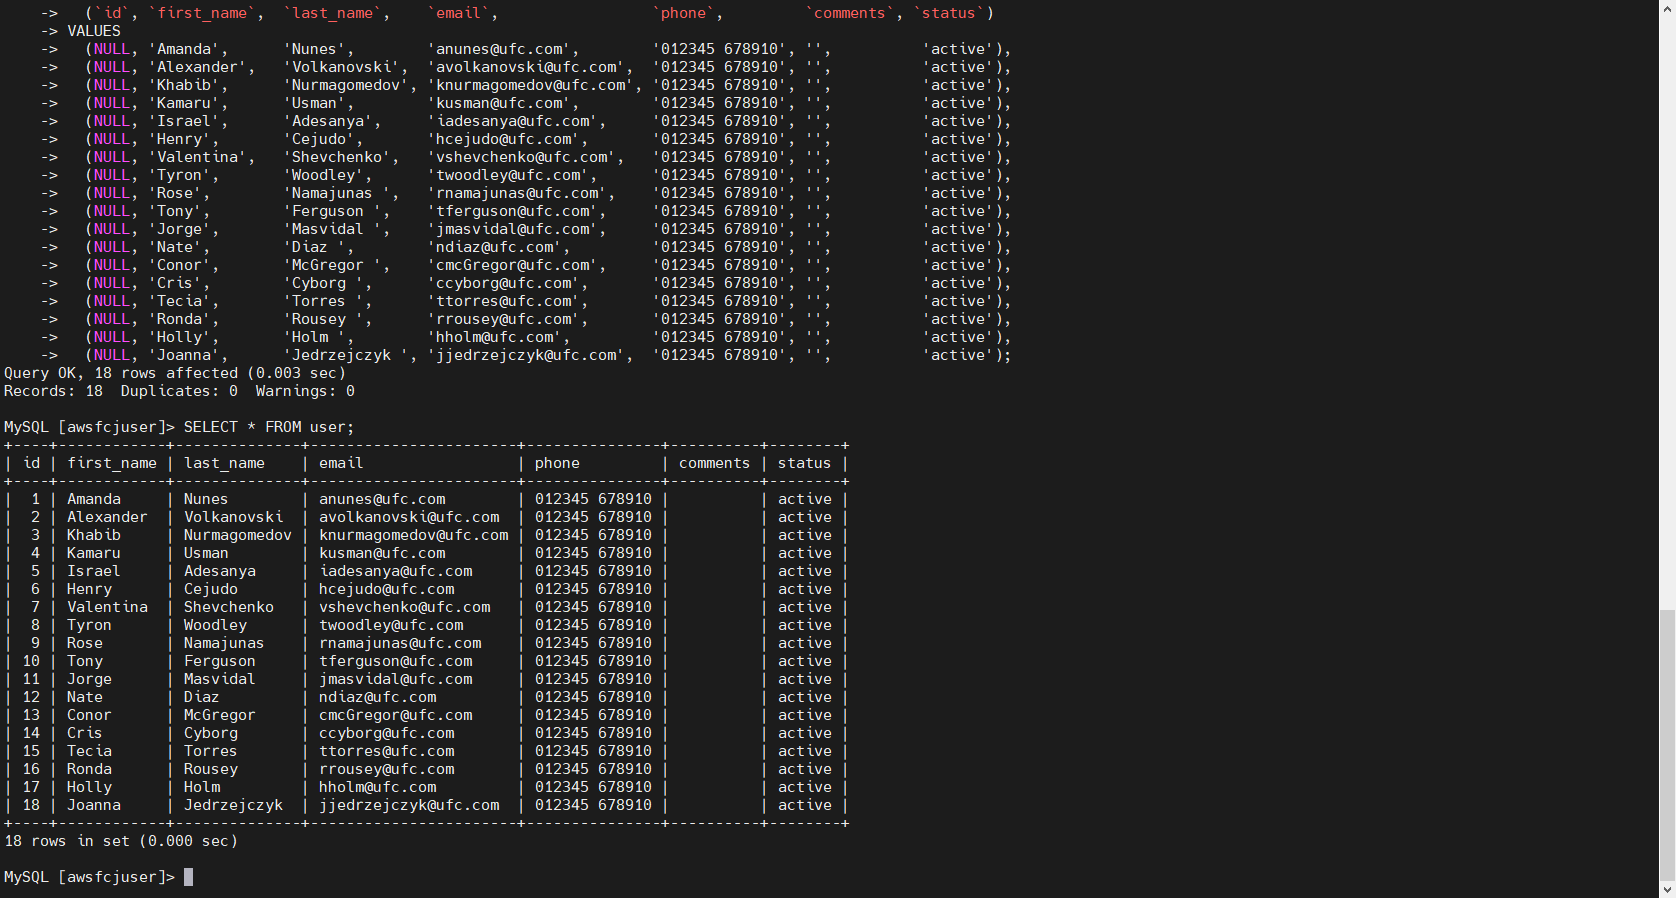 ->   (`id`, `first_name`,  `last_name`,    `email`,                 `phone`,         `comments`, `status`)
    -> VALUES
    ->   (NULL, 'Amanda',      'Nunes',        'anunes@ufc.com',        '012345 678910', '',          'active'),
    ->   (NULL, 'Alexander',   'Volkanovski',  'avolkanovski@ufc.com',  '012345 678910', '',          'active'),
    ->   (NULL, 'Khabib',      'Nurmagomedov', 'knurmagomedov@ufc.com', '012345 678910', '',          'active'),
    ->   (NULL, 'Kamaru',      'Usman',        'kusman@ufc.com',        '012345 678910', '',          'active'),
    ->   (NULL, 'Israel',      'Adesanya',     'iadesanya@ufc.com',     '012345 678910', '',          'active'),
    ->   (NULL, 'Henry',       'Cejudo',       'hcejudo@ufc.com',       '012345 678910', '',          'active'),
    ->   (NULL, 'Valentina',   'Shevchenko',   'vshevchenko@ufc.com',   '012345 678910', '',          'active'),
    ->   (NULL, 'Tyron',       'Woodley',      'twoodley@ufc.com',      '012345 678910', '',          'active'),
    ->   (NULL, 'Rose',        'Namajunas ',   'rnamajunas@ufc.com',    '012345 678910', '',          'active'),
    ->   (NULL, 'Tony',        'Ferguson ',    'tferguson@ufc.com',     '012345 678910', '',          'active'),
    ->   (NULL, 'Jorge',       'Masvidal ',    'jmasvidal@ufc.com',     '012345 678910', '',          'active'),
    ->   (NULL, 'Nate',        'Diaz ',        'ndiaz@ufc.com',         '012345 678910', '',          'active'),
    ->   (NULL, 'Conor',       'McGregor ',    'cmcGregor@ufc.com',     '012345 678910', '',          'active'),
    ->   (NULL, 'Cris',        'Cyborg ',      'ccyborg@ufc.com',       '012345 678910', '',          'active'),
    ->   (NULL, 'Tecia',       'Torres ',      'ttorres@ufc.com',       '012345 678910', '',          'active'),
    ->   (NULL, 'Ronda',       'Rousey ',      'rrousey@ufc.com',       '012345 678910', '',          'active'),
    ->   (NULL, 'Holly',       'Holm ',        'hholm@ufc.com',         '012345 678910', '',          'active'),
    ->   (NULL, 'Joanna',      'Jedrzejczyk ', 'jjedrzejczyk@ufc.com',  '012345 678910', '',          'active');
Query OK, 18 rows affected (0.003 sec)
Records: 18  Duplicates: 0  Warnings: 0

MySQL [awsfcjuser]> SELECT * FROM user;
+----+------------+--------------+-----------------------+---------------+----------+--------+
| id | first_name | last_name    | email                 | phone         | comments | status |
+----+------------+--------------+-----------------------+---------------+----------+--------+
|  1 | Amanda     | Nunes        | anunes@ufc.com        | 012345 678910 |          | active |
|  2 | Alexander  | Volkanovski  | avolkanovski@ufc.com  | 012345 678910 |          | active |
|  3 | Khabib     | Nurmagomedov | knurmagomedov@ufc.com | 012345 678910 |          | active |
|  4 | Kamaru     | Usman        | kusman@ufc.com        | 012345 678910 |          | active |
|  5 | Israel     | Adesanya     | iadesanya@ufc.com     | 012345 678910 |          | active |
|  6 | Henry      | Cejudo       | hcejudo@ufc.com       | 012345 678910 |          | active |
|  7 | Valentina  | Shevchenko   | vshevchenko@ufc.com   | 012345 678910 |          | active |
|  8 | Tyron      | Woodley      | twoodley@ufc.com      | 012345 678910 |          | active |
|  9 | Rose       | Namajunas    | rnamajunas@ufc.com    | 012345 678910 |          | active |
| 10 | Tony       | Ferguson     | tferguson@ufc.com     | 012345 678910 |          | active |
| 11 | Jorge      | Masvidal     | jmasvidal@ufc.com     | 012345 678910 |          | active |
| 12 | Nate       | Diaz         | ndiaz@ufc.com         | 012345 678910 |          | active |
| 13 | Conor      | McGregor     | cmcGregor@ufc.com     | 012345 678910 |          | active |
| 14 | Cris       | Cyborg       | ccyborg@ufc.com       | 012345 678910 |          | active |
| 15 | Tecia      | Torres       | ttorres@ufc.com       | 012345 678910 |          | active |
| 16 | Ronda      | Rousey       | rrousey@ufc.com       | 012345 678910 |          | active |
| 17 | Holly      | Holm         | hholm@ufc.com         | 012345 678910 |          | active |
| 18 | Joanna     | Jedrzejczyk  | jjedrzejczyk@ufc.com  | 012345 678910 |          | active |
+----+------------+--------------+-----------------------+---------------+----------+--------+
18 rows in set (0.000 sec)

MySQL [awsfcjuser]>